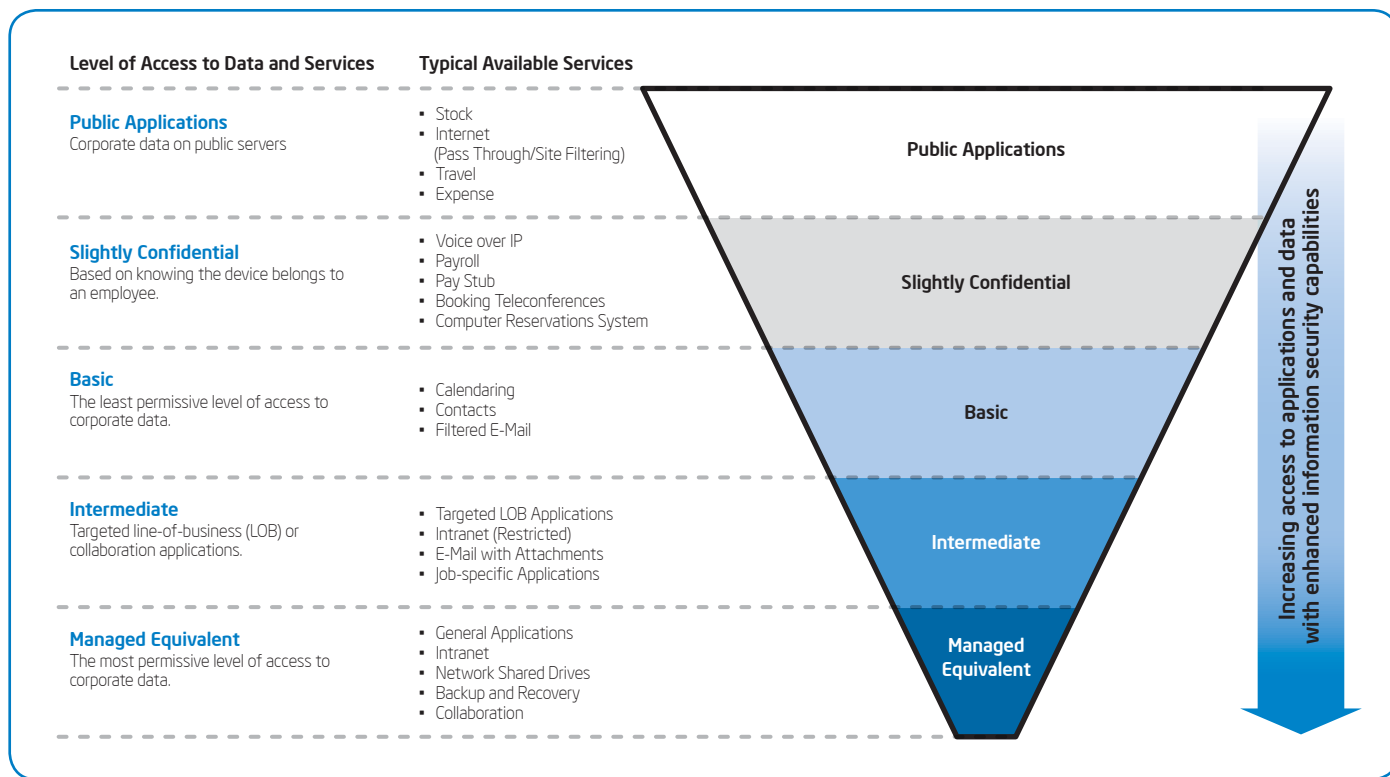 Level of Access to Data and Services
Typical Available Services
Public Applications
Corporate data on public servers
▪ Stock
▪ Internet
(Pass Through/Site Filtering)
▪ Travel
▪ Expense
Public Applications
Slightly Confidential
Based on knowing the device belongs to
an employee.
▪ Voice over IP
▪ Payroll
▪ Pay Stub
▪ Booking Teleconferences
▪ Computer Reservations System
Slightly Confidential
Basic
The least permissive level of access to
corporate data.
▪ Calendaring
▪ Contacts
▪ Filtered E-Mail
Basic
Intermediate
Targeted line-of-business (LOB) or
collaboration applications.
▪ Targeted LOB Applications
▪ Intranet (Restricted)
▪ E-Mail with Attachments
▪ Job-specific Applications
Intermediate
Managed Equivalent
The most permissive level of access to
corporate data.
▪ General Applications
▪ Intranet
▪ Network Shared Drives
▪ Backup and Recovery
▪ Collaboration
Managed
Equivalent
Increasing access to applications and data
with enhanced information security capabilities